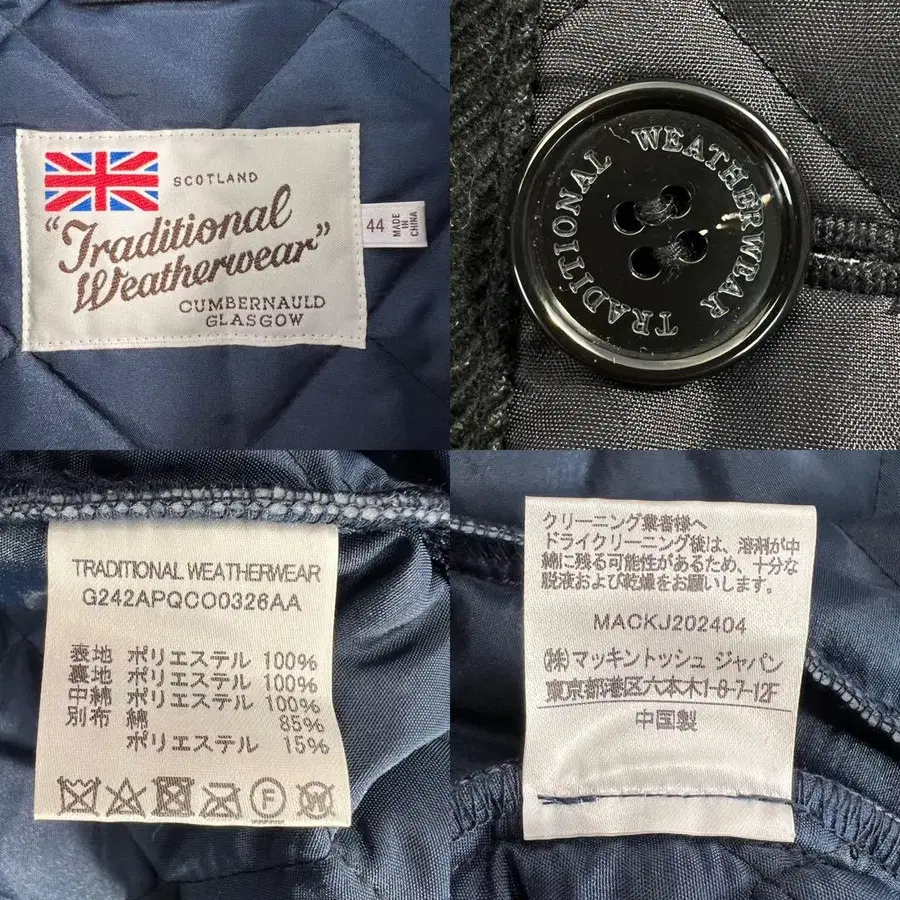 SCOTLAND
"Traditional
Weatherwear"
CUMBERNAULD
GLASGOW
44
MADE IN
CHINA
TRADITIONAL WEATHERWEAR
TRADITIONAL WEATHERWEAR
G242APQCO0326AA
表地 ポリエステル 100%
裏地 ポリエステル 100%
中綿 ポリエステル 100%
別布 綿 85%
ポリエステル 15%
F
W
クリーニング業者様へ
ドライクリーニング後は、溶剤が中
綿に残る可能性があるため、十分な
脱液および乾燥をお願いします。
MACKJ202404
(株)マッキントッシュ ジャパン
東京都港区六本木1-8-7-12F
中国製